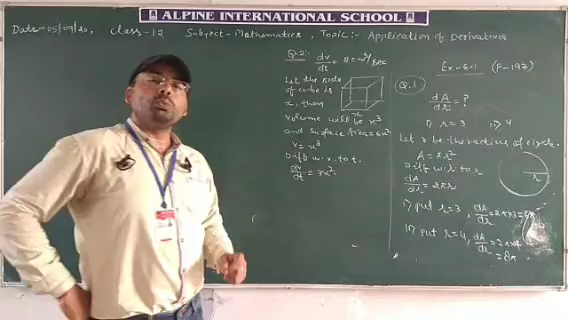 ALPINE INTERNATIONAL SCHOOL
Date- 05/09/20, class-12 Subject- Mathematics, Topic:- Application of Derivatives
Q.2: dv/dt = 8 cm³/sec
Let the side
of cube is
x, then
volume will be x³
and Surface Area = 6x²
V = x³
Diff w.r. to t.
dv/dt = 3x²
x
Ex-6.1 (P-197)
Q.1
dA/dr = ?
i) r = 3 ii) 4
Let r be the radius of circle.
A = πr²
Diff w.r. to r
dA/dr = 2πr
r
i) put r=3, dA/dr = 2π×3 = 6π
ii) put r=4, dA/dr = 2π×4
= 8π